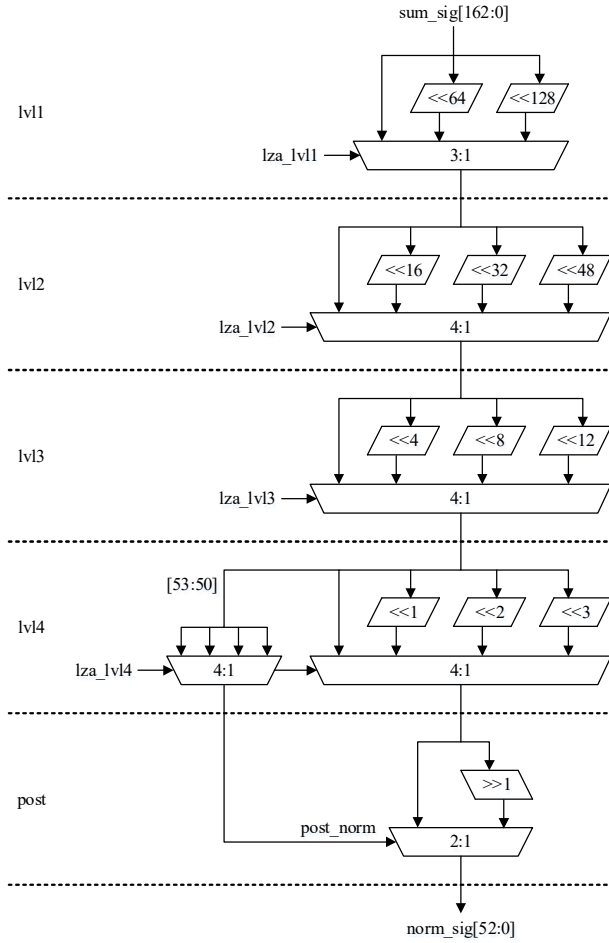 sum_sig[162:0]
lvl1
<<64
<<128
lza_lvl1
3:1
lvl2
<<16
<<32
<<48
lza_lvl2
4:1
lvl3
<<4
<<8
<<12
lza_lvl3
4:1
[53:50]
lvl4
<<1
<<2
<<3
lza_lvl4
4:1
4:1
post
>>1
post_norm
2:1
norm_sig[52:0]